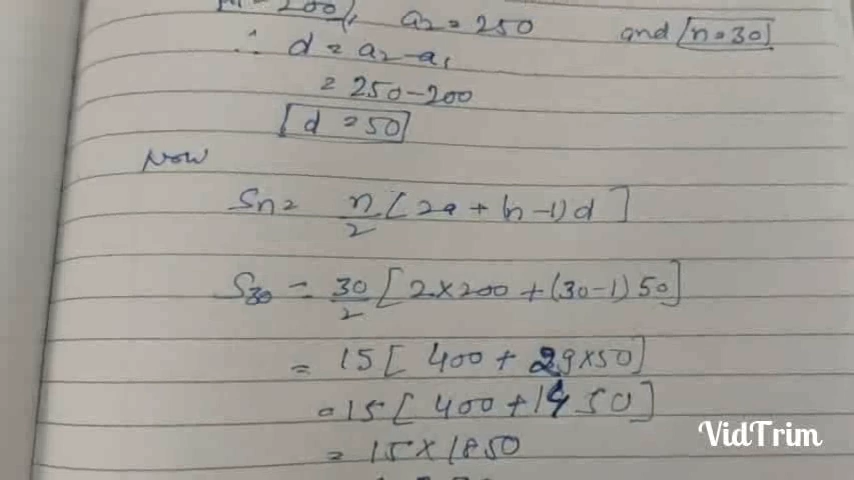 = 200, a₂ = 250 and n = 30
∴ d = a₂ - a₁
= 250 - 200
[d = 50]
Now
Sn = n/2 [2a + (n-1)d]
S₃₀ = 30/2 [2×200 + (30-1)50]
= 15[400 + 29×50]
= 15[400 + 1450]
= 15×1850
VidTrim